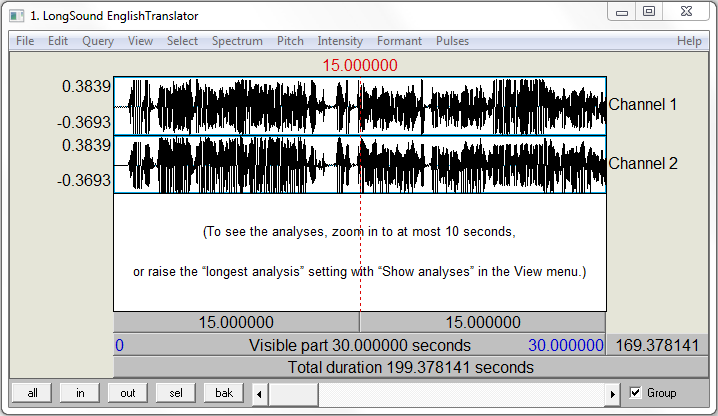 1. LongSound EnglishTranslator
File Edit Query View Select Spectrum Pitch Intensity Formant Pulses Help
15.000000
0.3839
-0.3693
Channel 1
0.3839
-0.3693
Channel 2
(To see the analyses, zoom in to at most 10 seconds,
or raise the “longest analysis” setting with “Show analyses” in the View menu.)
15.000000 15.000000
0 Visible part 30.000000 seconds 30.000000 169.378141
Total duration 199.378141 seconds
all in out sel bak Group